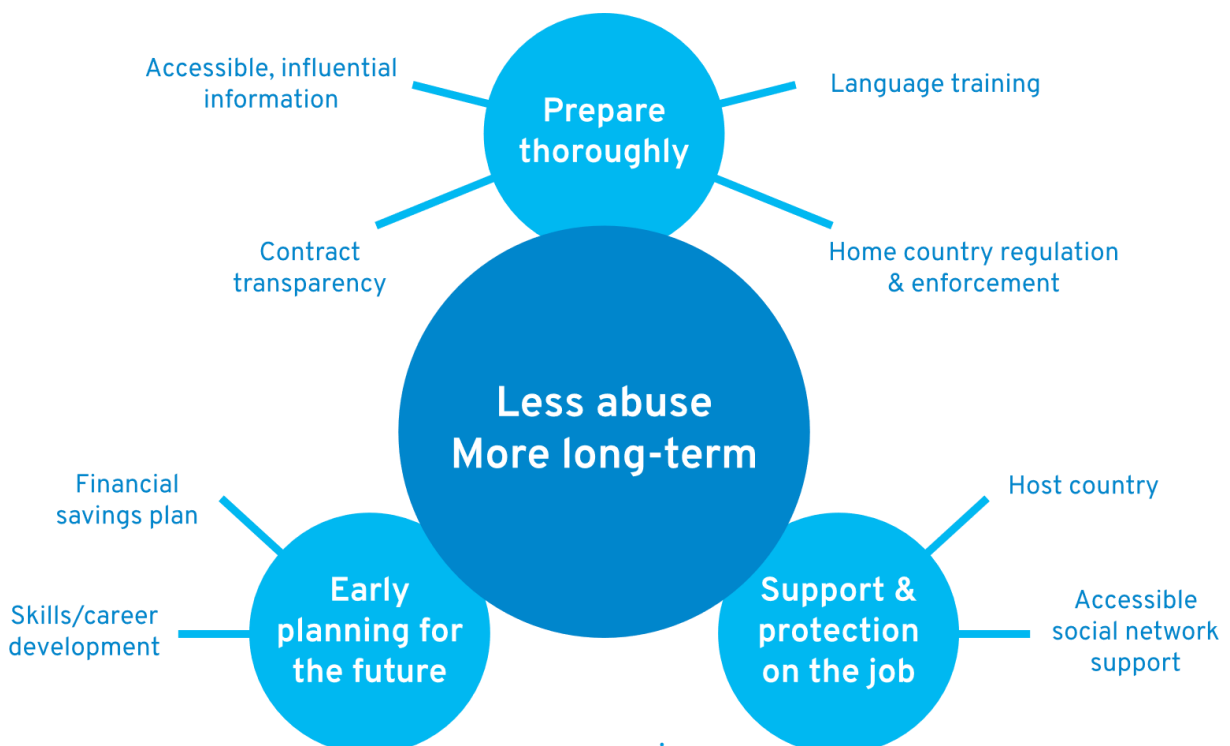 Accessible, influential
information
Prepare
thoroughly
Language training
Contract
transparency
Home country regulation
& enforcement
Less abuse
More long-term
Financial
savings plan
Skills/career
development
Early
planning for
the future
Support &
protection
on the job
Host country
Accessible
social network
support